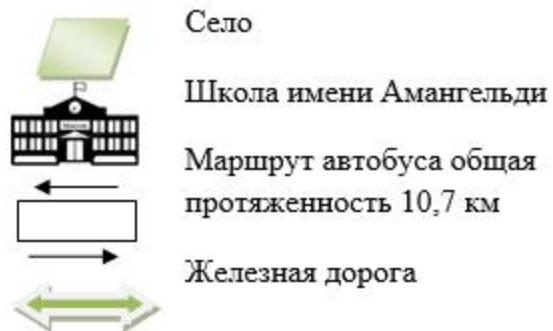 Село
Школа имени Амангельди
Маршрут автобуса общая
протяженность 10,7 км
Железная дорога